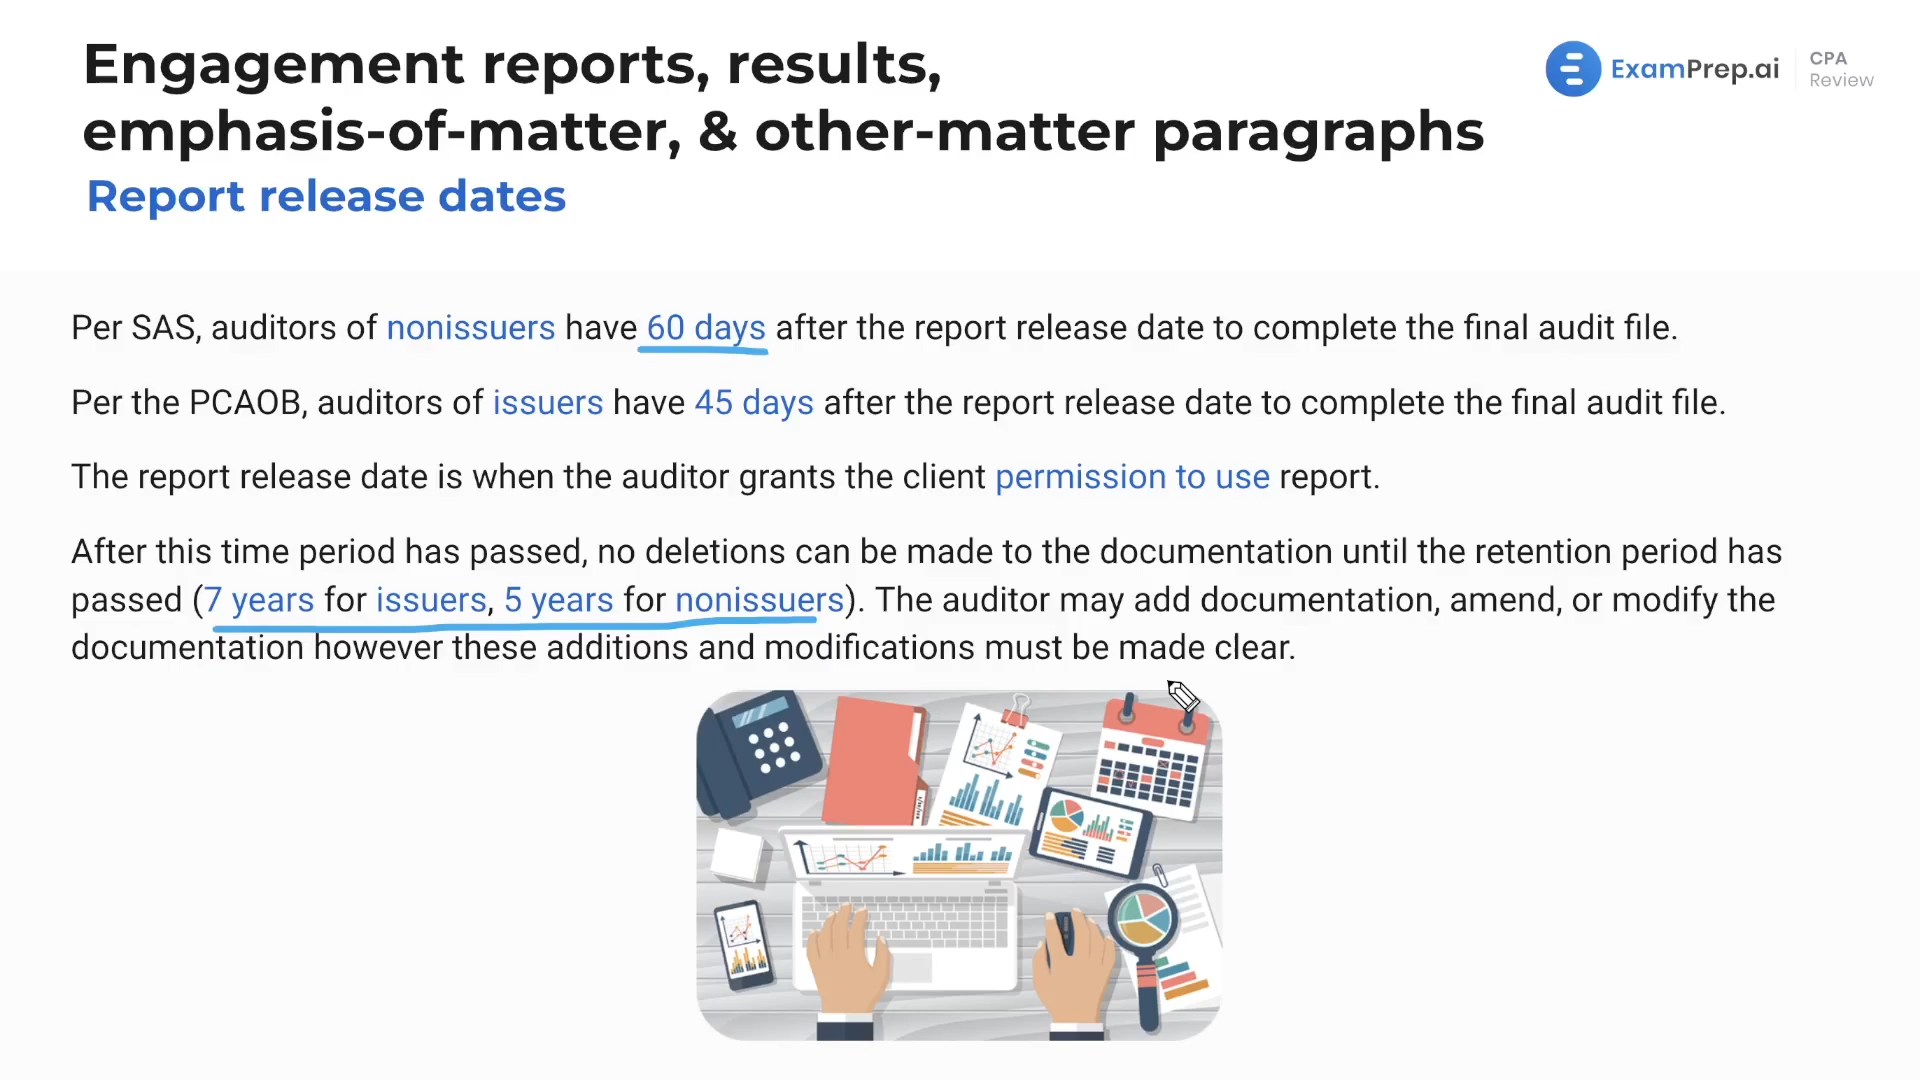 Engagement reports, results,
emphasis-of-matter, & other-matter paragraphs
Report release dates
ExamPrep.ai
CPA
Review
Per SAS, auditors of nonissuers have 60 days after the report release date to complete the final audit file.
Per the PCAOB, auditors of issuers have 45 days after the report release date to complete the final audit file.
The report release date is when the auditor grants the client permission to use report.
After this time period has passed, no deletions can be made to the documentation until the retention period has
passed (7 years for issuers, 5 years for nonissuers). The auditor may add documentation, amend, or modify the
documentation however these additions and modifications must be made clear.